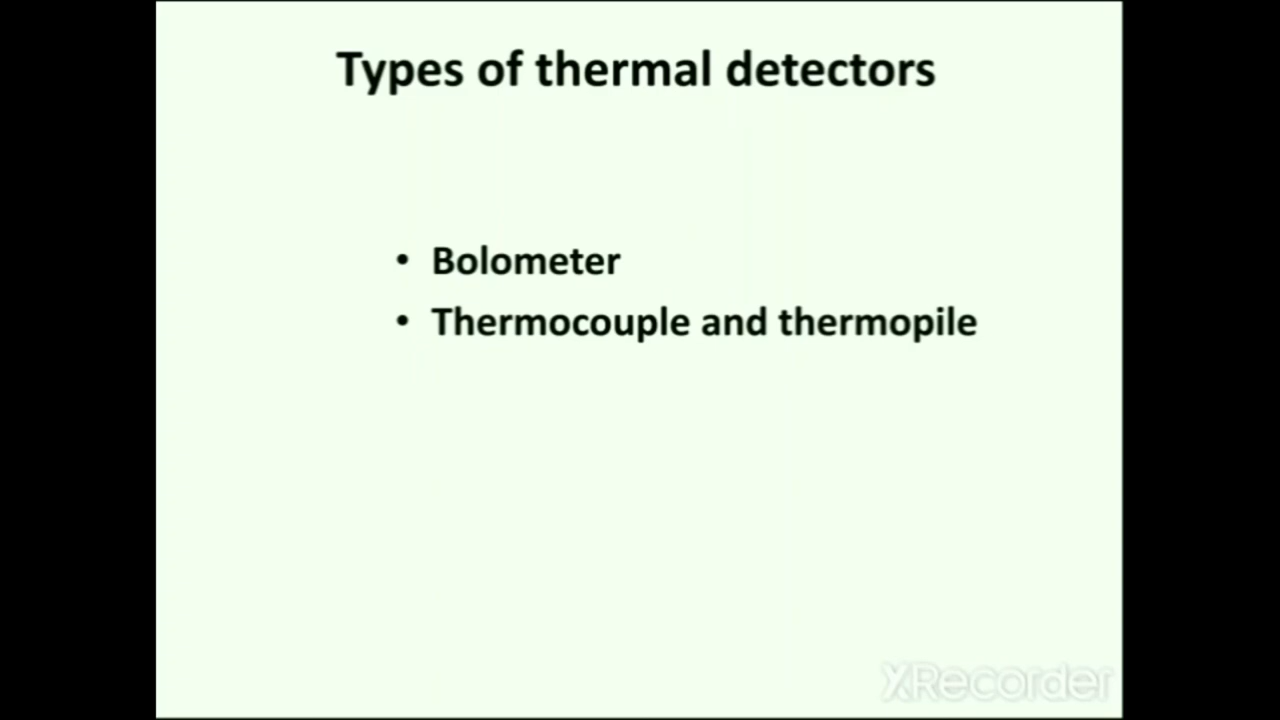 Types of thermal detectors
• Bolometer
• Thermocouple and thermopile
XRecorder